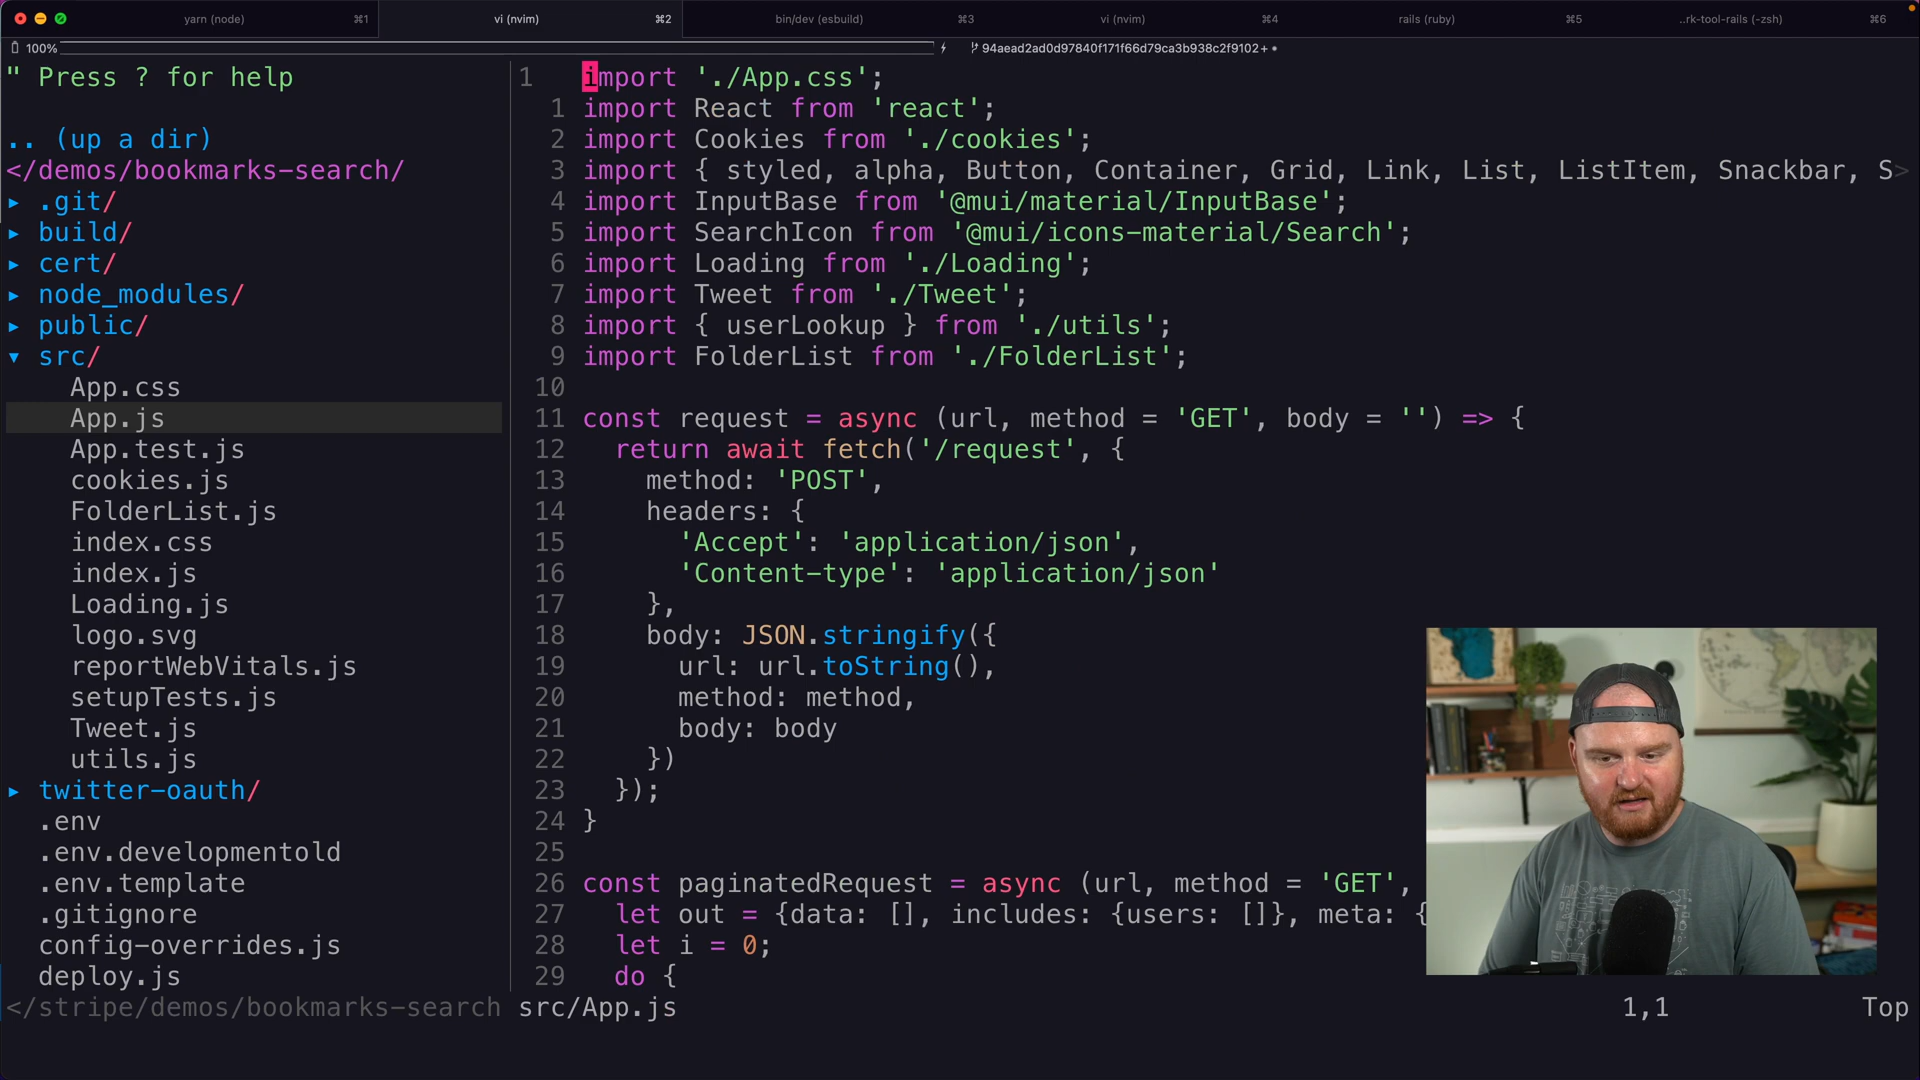 yarn (node) ⌘1 vi (nvim) ⌘2 bin/dev (esbuild) ⌘3 vi (nvim) ⌘4 rails (ruby) ⌘5 ..rk-tool-rails (-zsh) ⌘6
100% 94aead2ad0d97840f171f66d79ca3b938c2f9102+
" Press ? for help
.. (up a dir)
</demos/bookmarks-search/
▸ .git/
▸ build/
▸ cert/
▸ node_modules/
▸ public/
▾ src/
App.css
App.js
App.test.js
cookies.js
FolderList.js
index.css
index.js
Loading.js
logo.svg
reportWebVitals.js
setupTests.js
Tweet.js
utils.js
▸ twitter-oauth/
.env
.env.developmentold
.env.template
.gitignore
config-overrides.js
deploy.js
</stripe/demos/bookmarks-search
1 import './App.css';
1 import React from 'react';
2 import Cookies from './cookies';
3 import { styled, alpha, Button, Container, Grid, Link, List, ListItem, Snackbar, S>
4 import InputBase from '@mui/material/InputBase';
5 import SearchIcon from '@mui/icons-material/Search';
6 import Loading from './Loading';
7 import Tweet from './Tweet';
8 import { userLookup } from './utils';
9 import FolderList from './FolderList';
10
11 const request = async (url, method = 'GET', body = '') => {
12 return await fetch('/request', {
13 method: 'POST',
14 headers: {
15 'Accept': 'application/json',
16 'Content-type': 'application/json'
17 },
18 body: JSON.stringify({
19 url: url.toString(),
20 method: method,
21 body: body
22 })
23 });
24 }
25
26 const paginatedRequest = async (url, method = 'GET',
27 let out = {data: [], includes: {users: []}, meta: {
28 let i = 0;
29 do {
src/App.js 1,1 Top